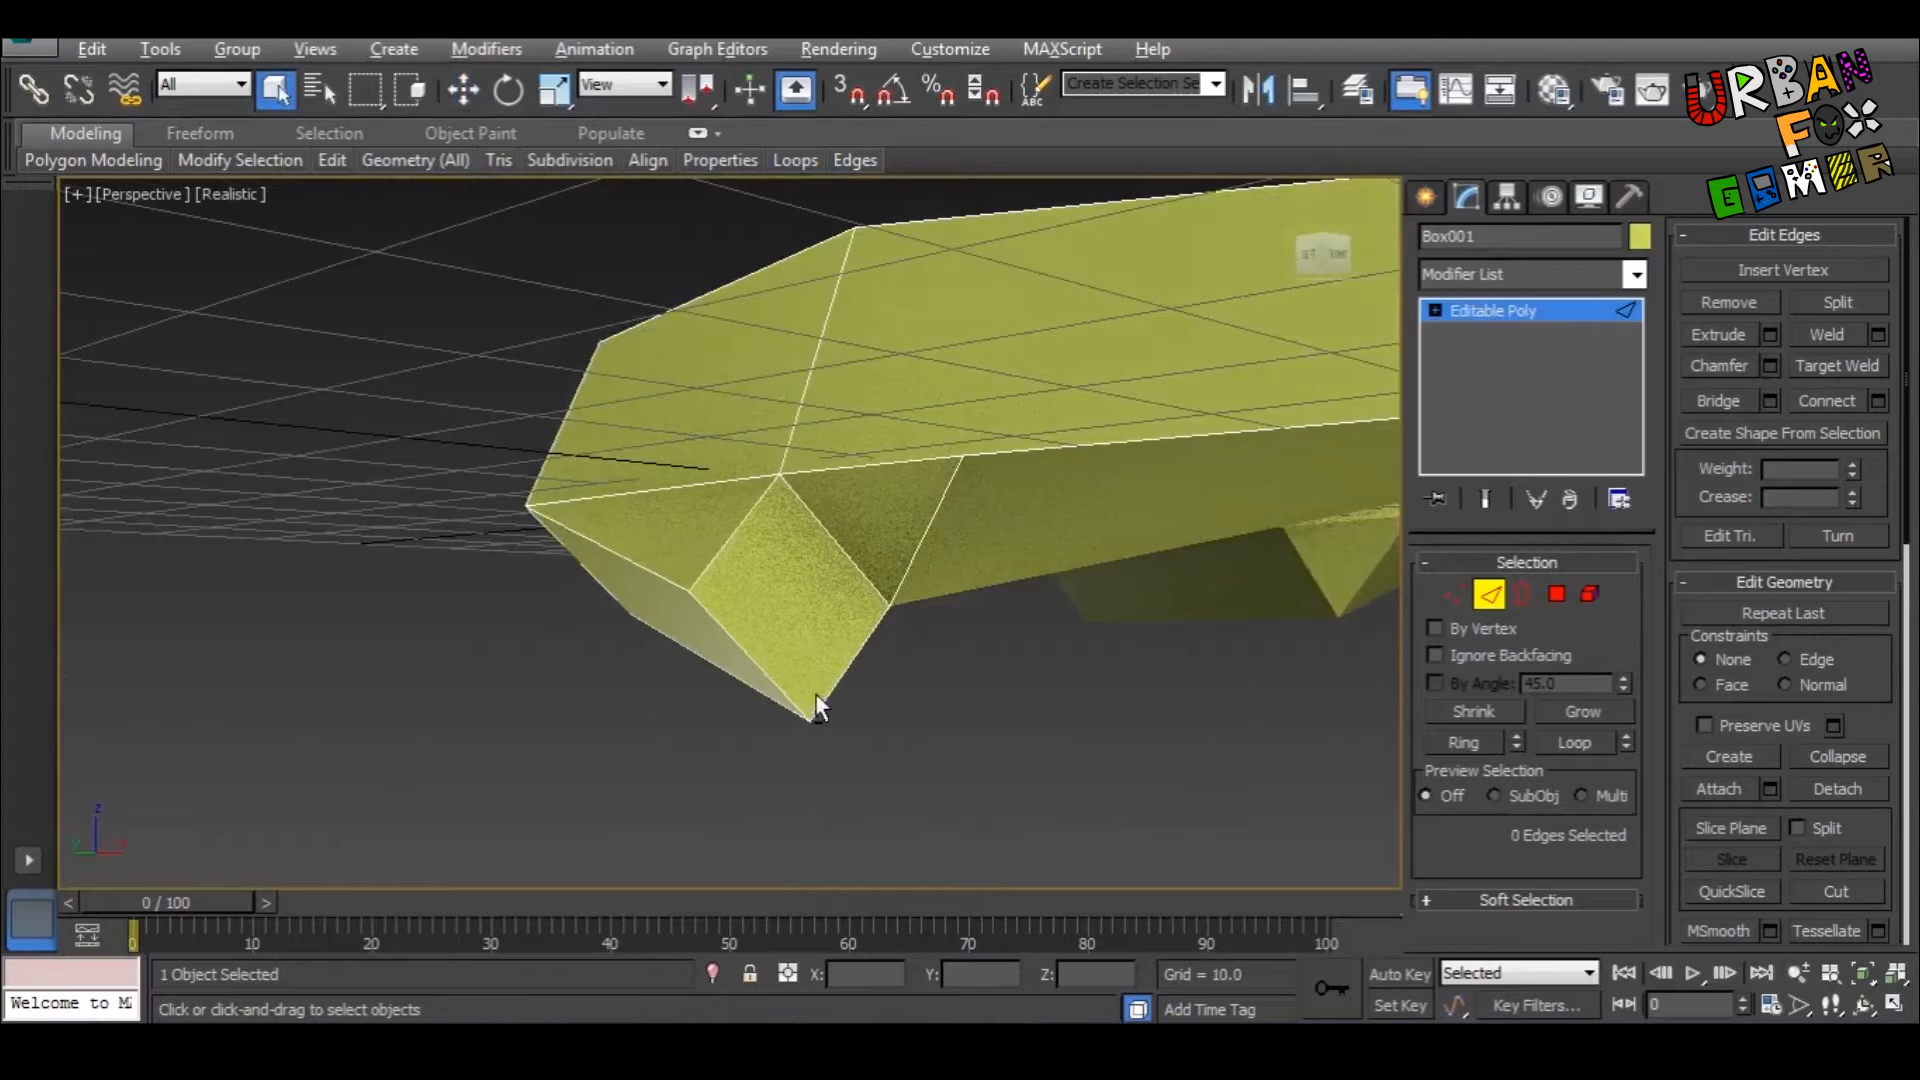 Edit Tools Group Views Create Modifiers Animation Graph Editors Rendering Customize MAXScript Help
All View 3 % ABC Create Selection Se
URBAN FOX GAMER
Modeling Freeform Selection Object Paint Populate
Polygon Modeling Modify Selection Edit Geometry (All) Tris Subdivision Align Properties Loops Edges
[+] [Perspective ] [Realistic ]
Box001
Modifier List
Editable Poly
- Selection
By Vertex
Ignore Backfacing
By Angle: 45.0
Shrink Grow
Ring Loop
Preview Selection
Off SubObj Multi
0 Edges Selected
+ Soft Selection
- Edit Edges
Insert Vertex
Remove Split
Extrude Weld
Chamfer Target Weld
Bridge Connect
Create Shape From Selection
Weight:
Crease:
Edit Tri. Turn
- Edit Geometry
Repeat Last
Constraints
None Edge
Face Normal
Preserve UVs
Create Collapse
Attach Detach
Slice Plane Split
Slice Reset Plane
QuickSlice Cut
MSmooth Tessellate
z
y x
< 0 / 100 >
0 10 20 30 40 50 60 70 80 90 100
1 Object Selected X: Y: Z: Grid = 10.0 Auto Key Selected
Welcome to M Click or click-and-drag to select objects Add Time Tag Set Key Key Filters... 0